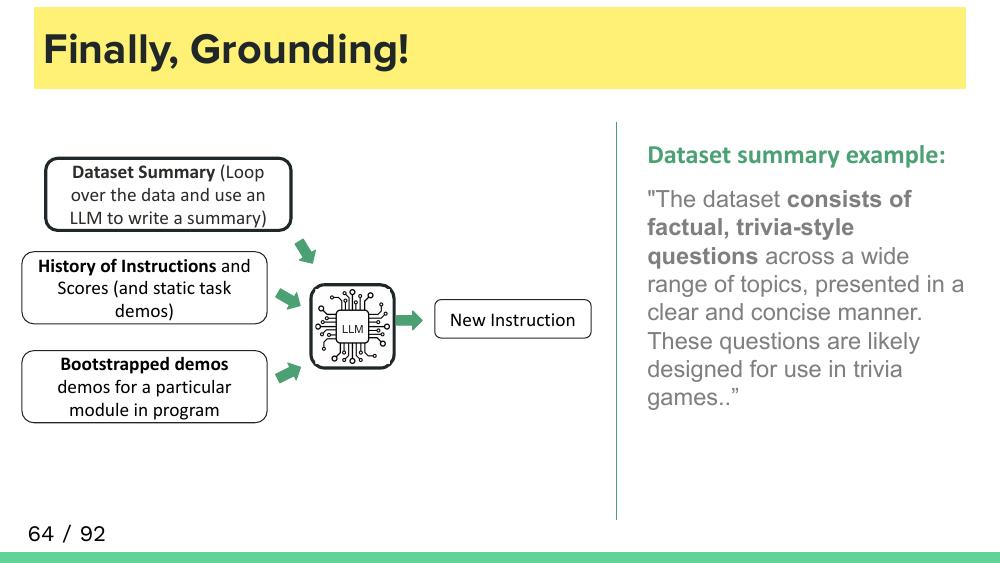 Finally, Grounding!
Dataset Summary (Loop
over the data and use an
LLM to write a summary)
History of Instructions and
Scores (and static task
demos)
Bootstrapped demos
demos for a particular
module in program
LLM
New Instruction
Dataset summary example:
"The dataset consists of
factual, trivia-style
questions across a wide
range of topics, presented in a
clear and concise manner.
These questions are likely
designed for use in trivia
games..”
64 / 92